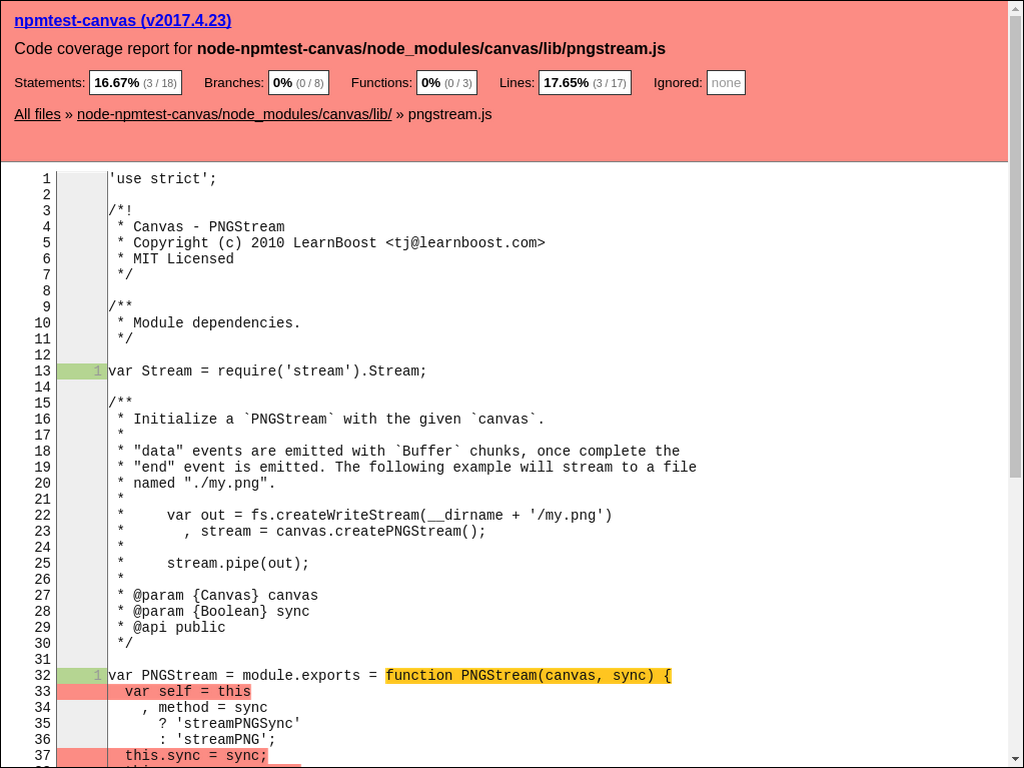 npmtest-canvas (v2017.4.23)
Code coverage report for node-npmtest-canvas/node_modules/canvas/lib/pngstream.js
Statements: 16.67% (3 / 18) Branches: 0% (0 / 8) Functions: 0% (0 / 3) Lines: 17.65% (3 / 17) Ignored: none
All files » node-npmtest-canvas/node_modules/canvas/lib/ » pngstream.js
1 'use strict';
2
3 /*!
4 * Canvas - PNGStream
5 * Copyright (c) 2010 LearnBoost <tj@learnboost.com>
6 * MIT Licensed
7 */
8
9 /**
10 * Module dependencies.
11 */
12
13 1 var Stream = require('stream').Stream;
14
15 /**
16 * Initialize a `PNGStream` with the given `canvas`.
17 *
18 * "data" events are emitted with `Buffer` chunks, once complete the
19 * "end" event is emitted. The following example will stream to a file
20 * named "./my.png".
21 *
22 *     var out = fs.createWriteStream(__dirname + '/my.png')
23 *       , stream = canvas.createPNGStream();
24 *
25 *     stream.pipe(out);
26 *
27 * @param {Canvas} canvas
28 * @param {Boolean} sync
29 * @api public
30 */
31
32 1 var PNGStream = module.exports = function PNGStream(canvas, sync) {
33   var self = this
34     , method = sync
35       ? 'streamPNGSync'
36       : 'streamPNG';
37   this.sync = sync;